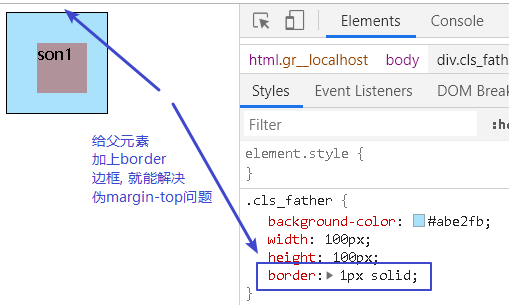 son1
给父元素
加上border
边框, 就能解决
伪margin-top问题
Elements
Console
html.gr__localhost
body
div.cls_fath
Styles
Event Listeners
DOM Break
Filter
:h
element.style {
}
.cls_father {
background-color: #abe2fb;
width: 100px;
height: 100px;
border: 1px solid;
}